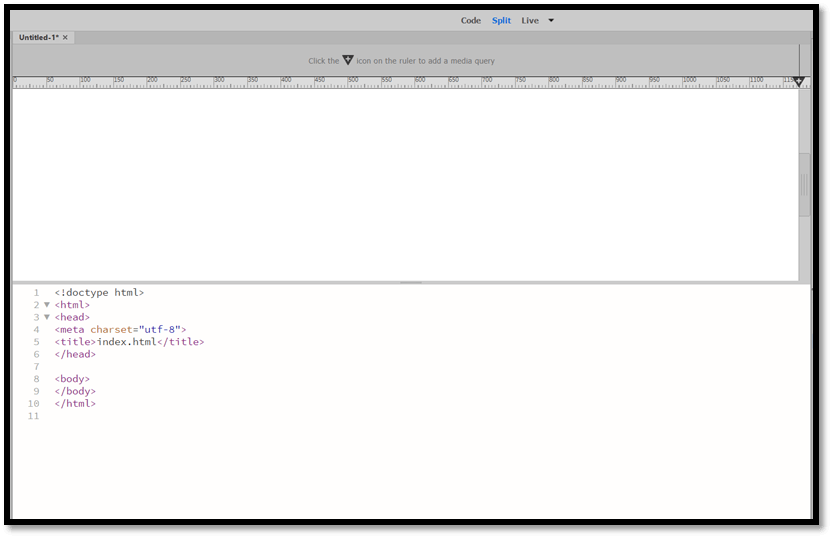 Code Split Live
Untitled-1* ×
Click the icon on the ruler to add a media query
0 50 100 150 200 250 300 350 400 450 500 550 600 650 700 750 800 850 900 950 1000 1050 1100
1 <!doctype html>
2 <html>
3 <head>
4 <meta charset="utf-8">
5 <title>index.html</title>
6 </head>
7
8 <body>
9 </body>
10 </html>
11